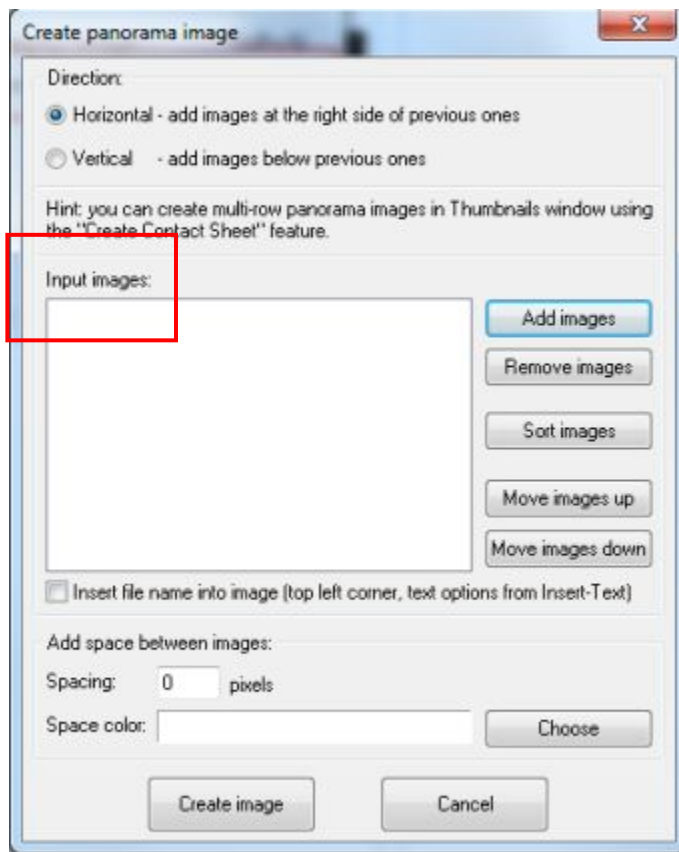 Create panorama image
Direction:
Horizontal - add images at the right side of previous ones
Vertical - add images below previous ones
Hint: you can create multi-row panorama images in Thumbnails window using
the "Create Contact Sheet" feature.
Input images:
Add images
Remove images
Sort images
Move images up
Move images down
Insert file name into image (top left corner, text options from Insert-Text)
Add space between images:
Spacing: 0 pixels
Space color: Choose
Create image Cancel